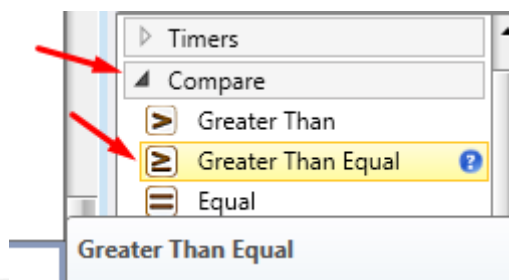 Timers
Compare
Greater Than
Greater Than Equal
Equal
Greater Than Equal